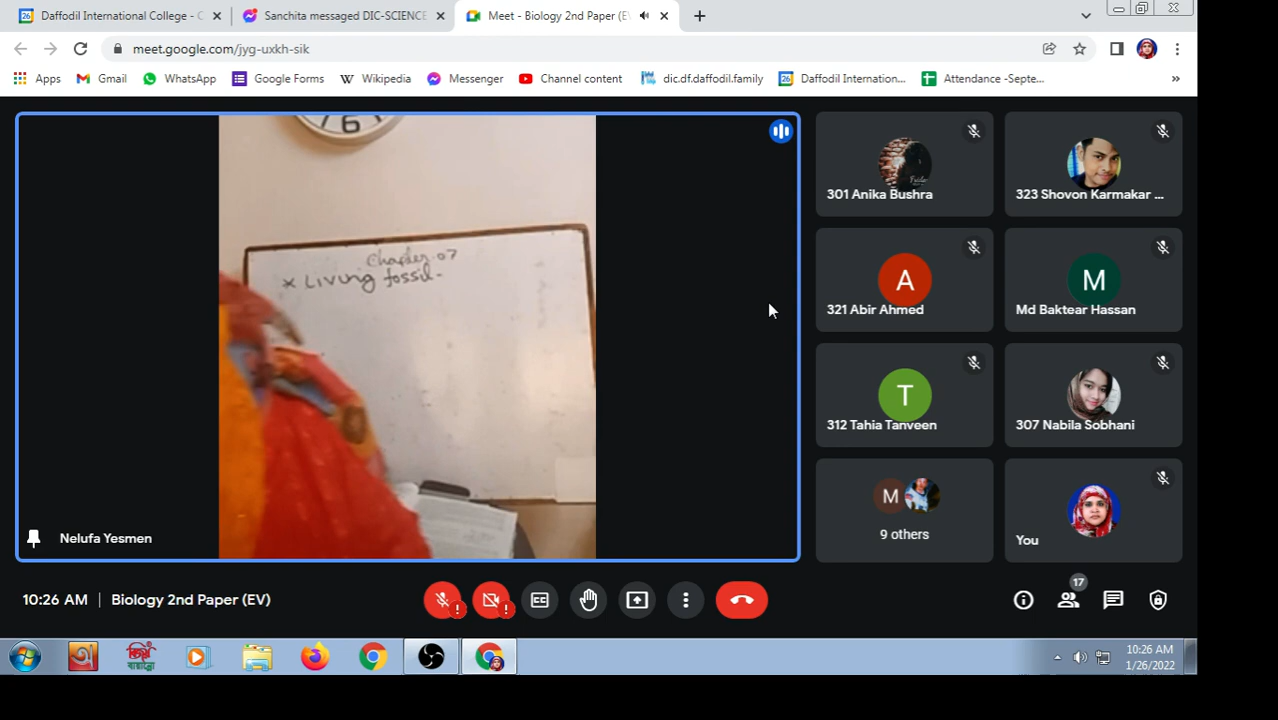 Daffodil International College - C
Sanchita messaged DIC-SCIENCE
Meet - Biology 2nd Paper (EV
meet.google.com/jyg-uxkh-sik
Apps
Gmail
WhatsApp
Google Forms
W Wikipedia
Messenger
Channel content
dic.df.daffodil.family
26 Daffodil Internation...
Attendance -Septe...
»
6
Chapter-07
× Living fossil-
Nelufa Yesmen
301 Anika Bushra
323 Shovon Karmakar ...
A
321 Abir Ahmed
M
Md Baktear Hassan
T
312 Tahia Tanveen
307 Nabila Sobhani
M
9 others
You
10:26 AM | Biology 2nd Paper (EV)
17
10:26 AM
1/26/2022